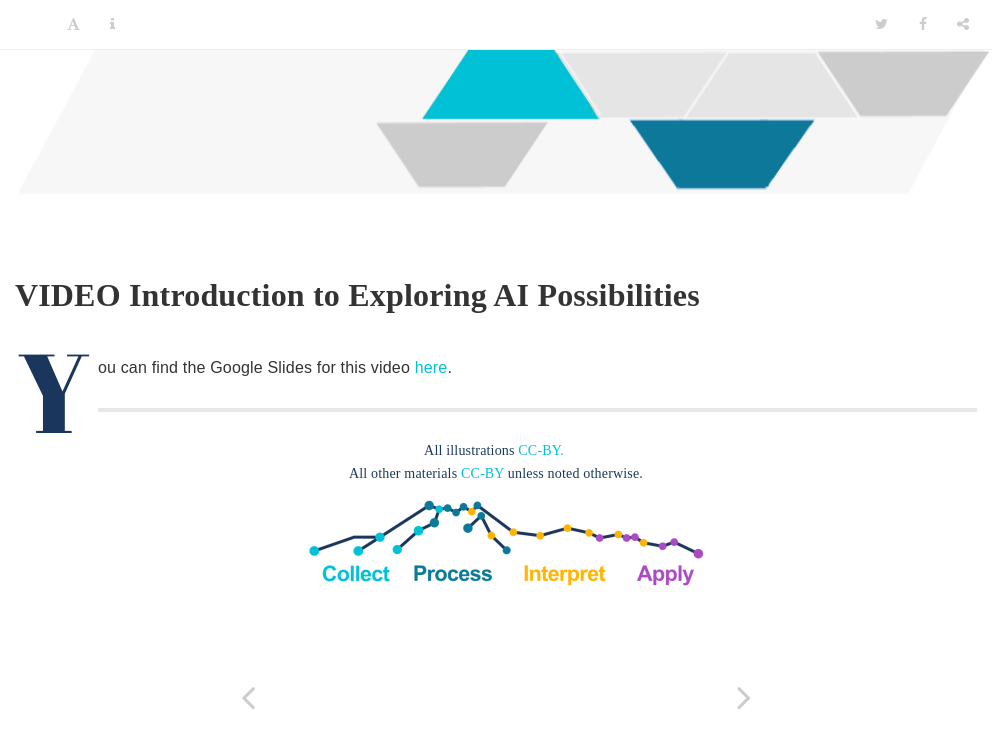 A
VIDEO Introduction to Exploring AI Possibilities
You can find the Google Slides for this video here.
All illustrations CC-BY.
All other materials CC-BY unless noted otherwise.
Collect Process Interpret Apply